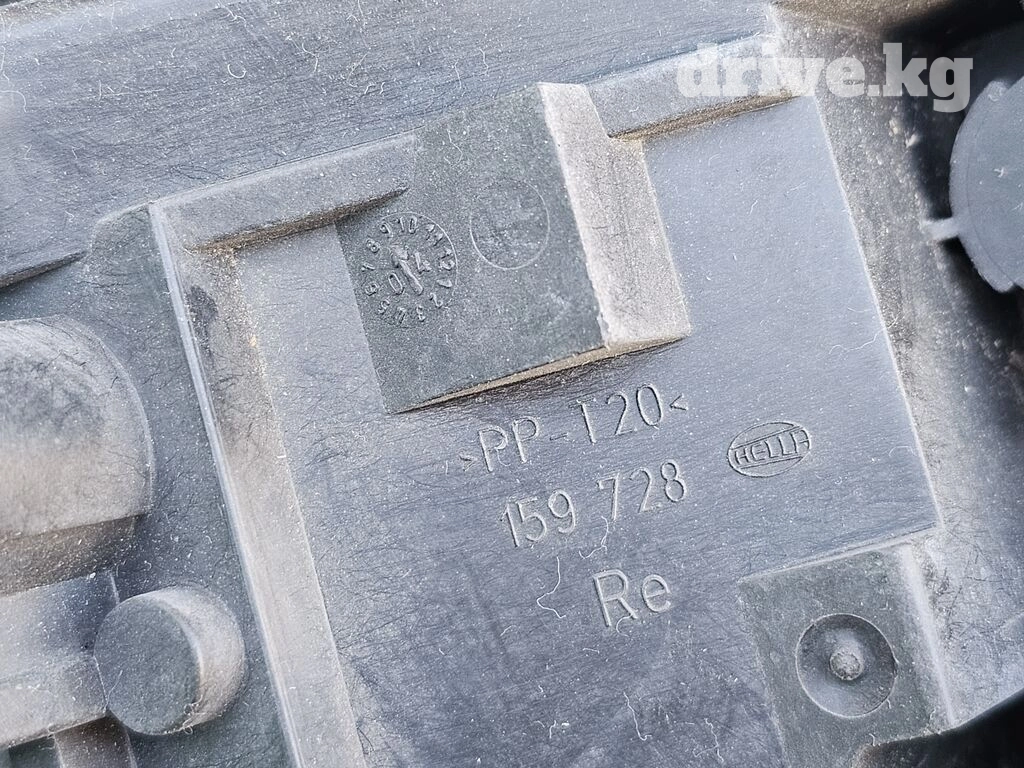 drive.kg
>PP-T20<
159 728
HELLA
Re